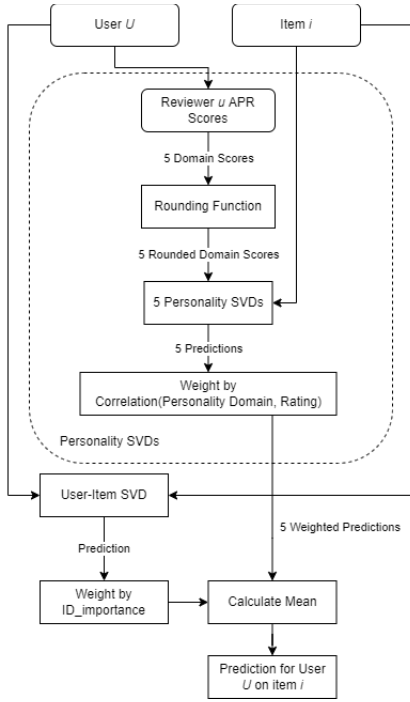 User U
Item i
Reviewer u APR
Scores
5 Domain Scores
Rounding Function
5 Rounded Domain Scores
5 Personality SVDs
5 Predictions
Weight by
Correlation(Personality Domain, Rating)
Personality SVDs
User-Item SVD
5 Weighted Predictions
Prediction
Weight by
ID_importance
Calculate Mean
Prediction for User
U on item i